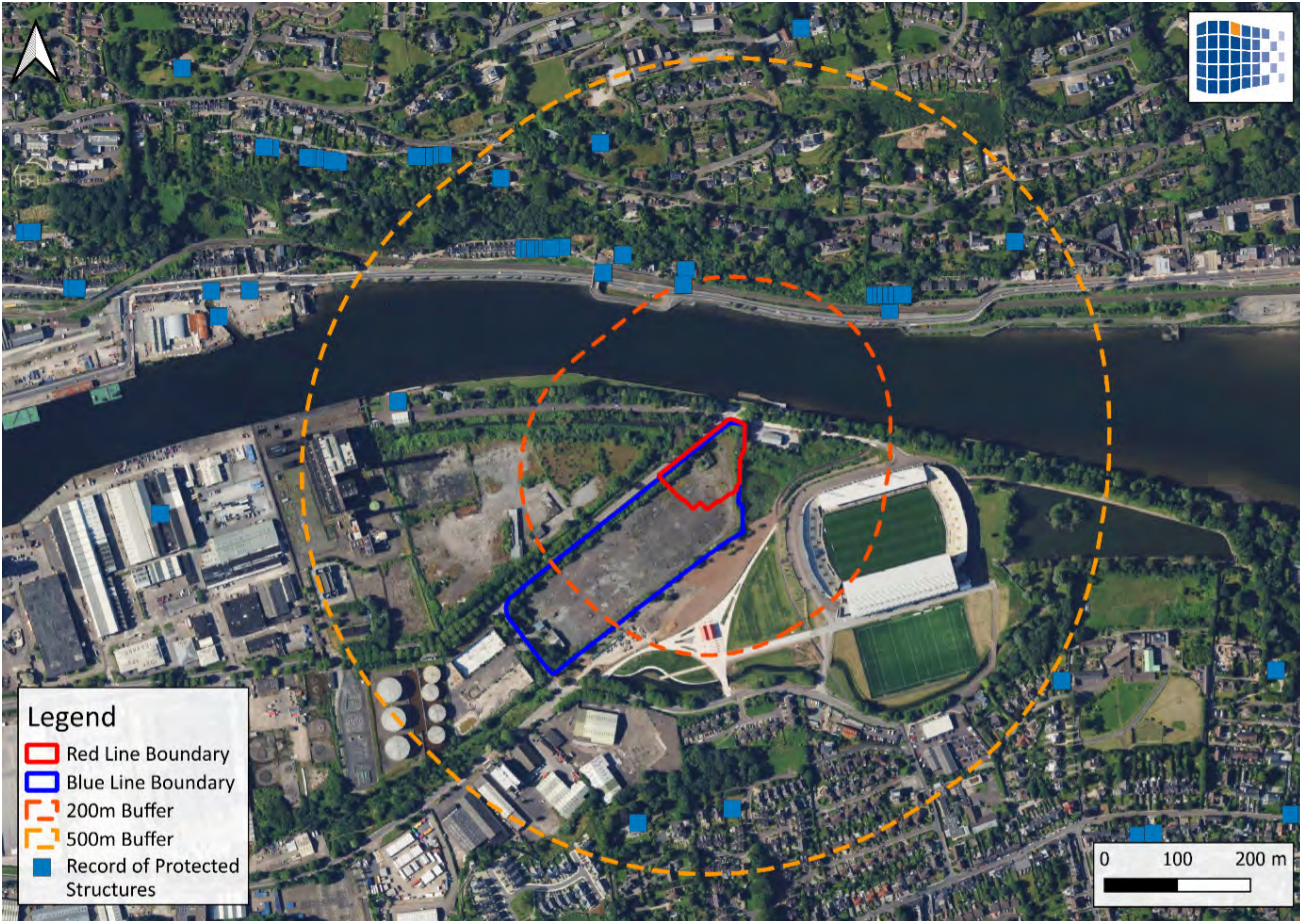 Legend
Red Line Boundary
Blue Line Boundary
200m Buffer
500m Buffer
Record of Protected
Structures
0 100 200 m